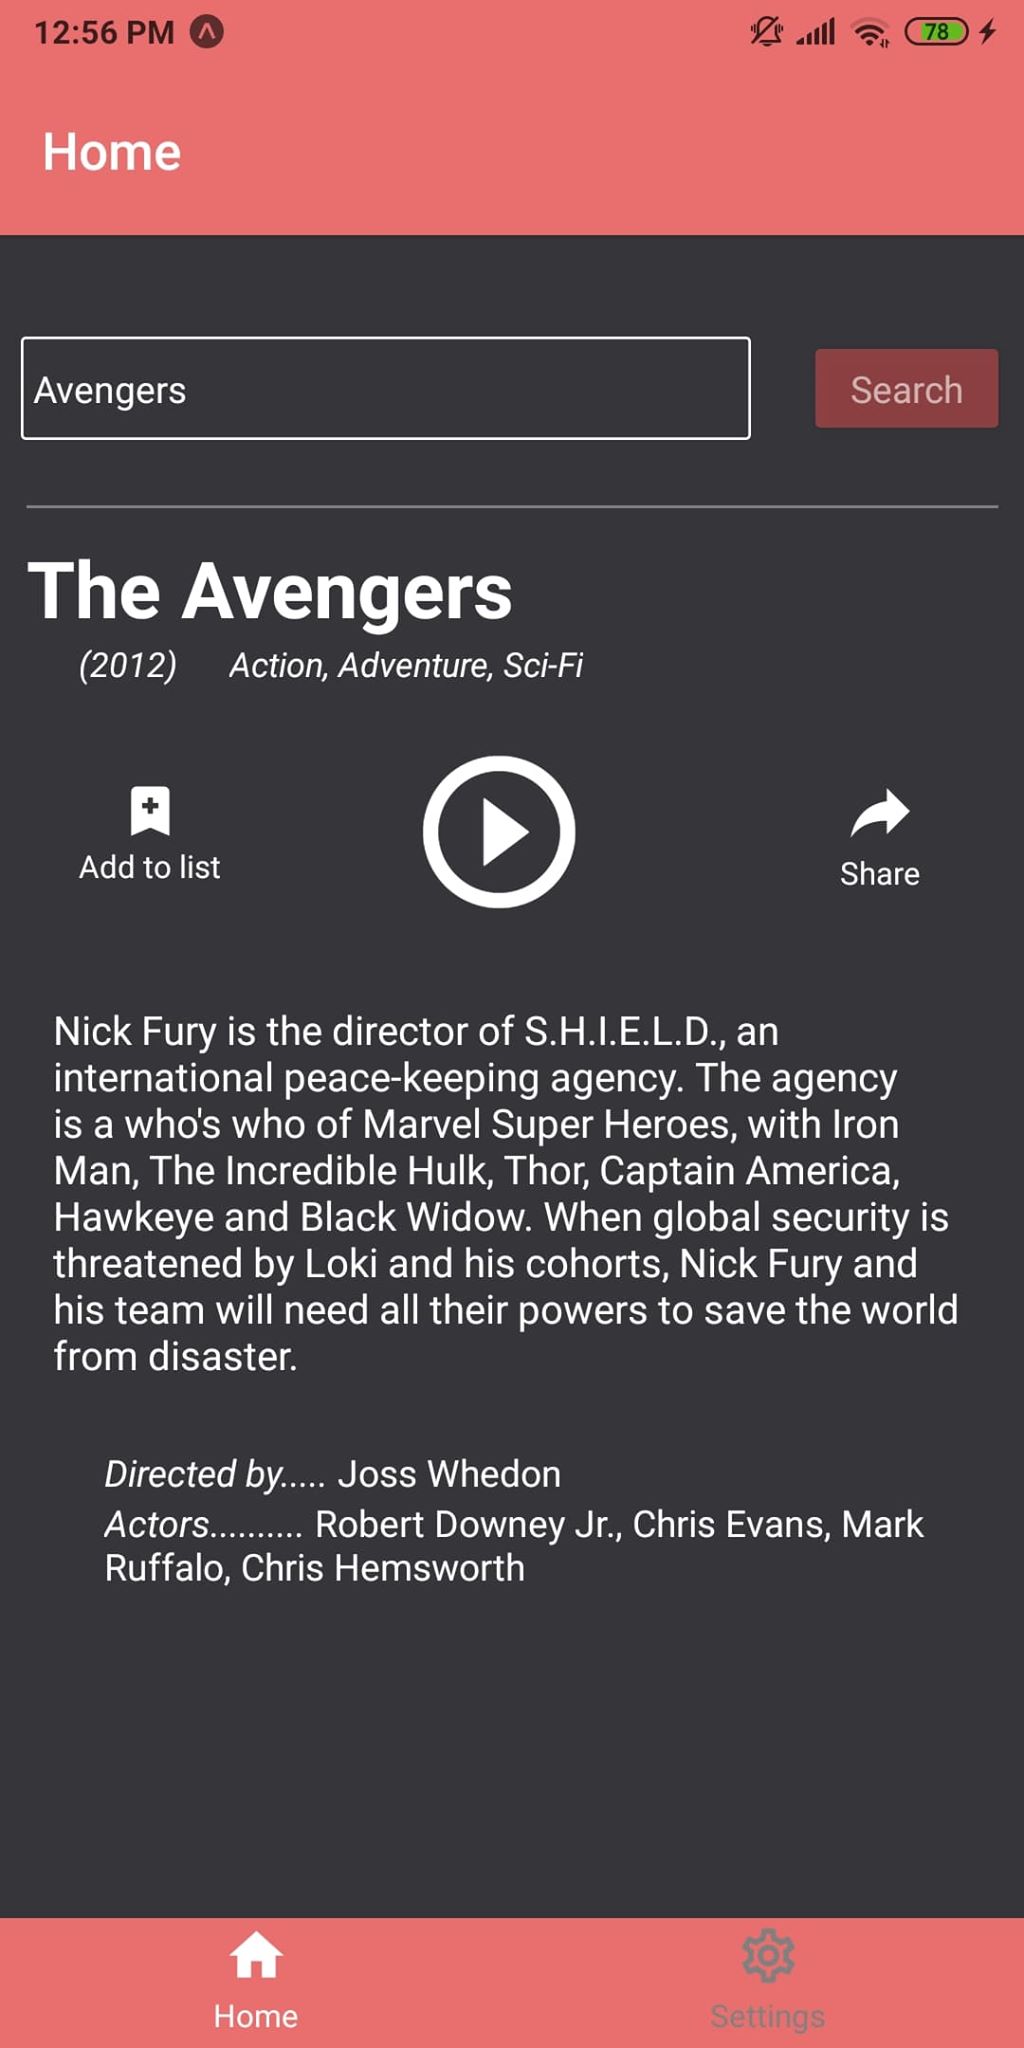 12:56 PM
78
Home
Avengers
Search
The Avengers
(2012) Action, Adventure, Sci-Fi
Add to list
Share
Nick Fury is the director of S.H.I.E.L.D., an
international peace-keeping agency. The agency
is a who's who of Marvel Super Heroes, with Iron
Man, The Incredible Hulk, Thor, Captain America,
Hawkeye and Black Widow. When global security is
threatened by Loki and his cohorts, Nick Fury and
his team will need all their powers to save the world
from disaster.
Directed by..... Joss Whedon
Actors.......... Robert Downey Jr., Chris Evans, Mark
Ruffalo, Chris Hemsworth
Home
Settings